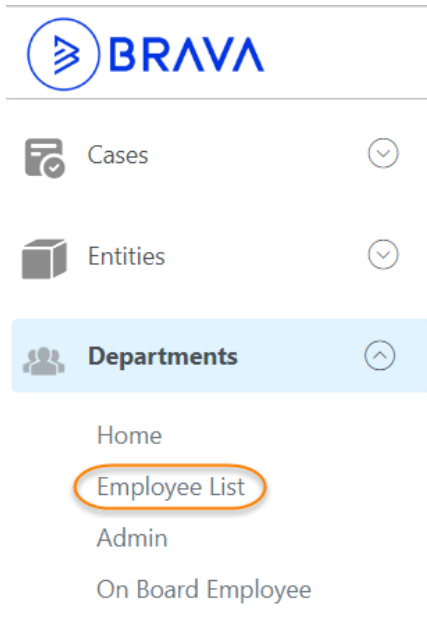 BRAVA
Cases
Entities
Departments
Home
Employee List
Admin
On Board Employee